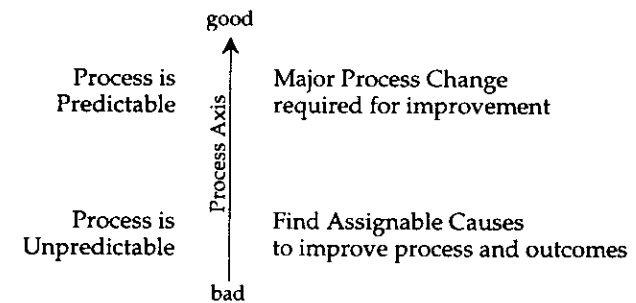 good
Process is
Predictable
Process Axis
Major Process Change
required for improvement
Process is
Unpredictable
Find Assignable Causes
to improve process and outcomes
bad